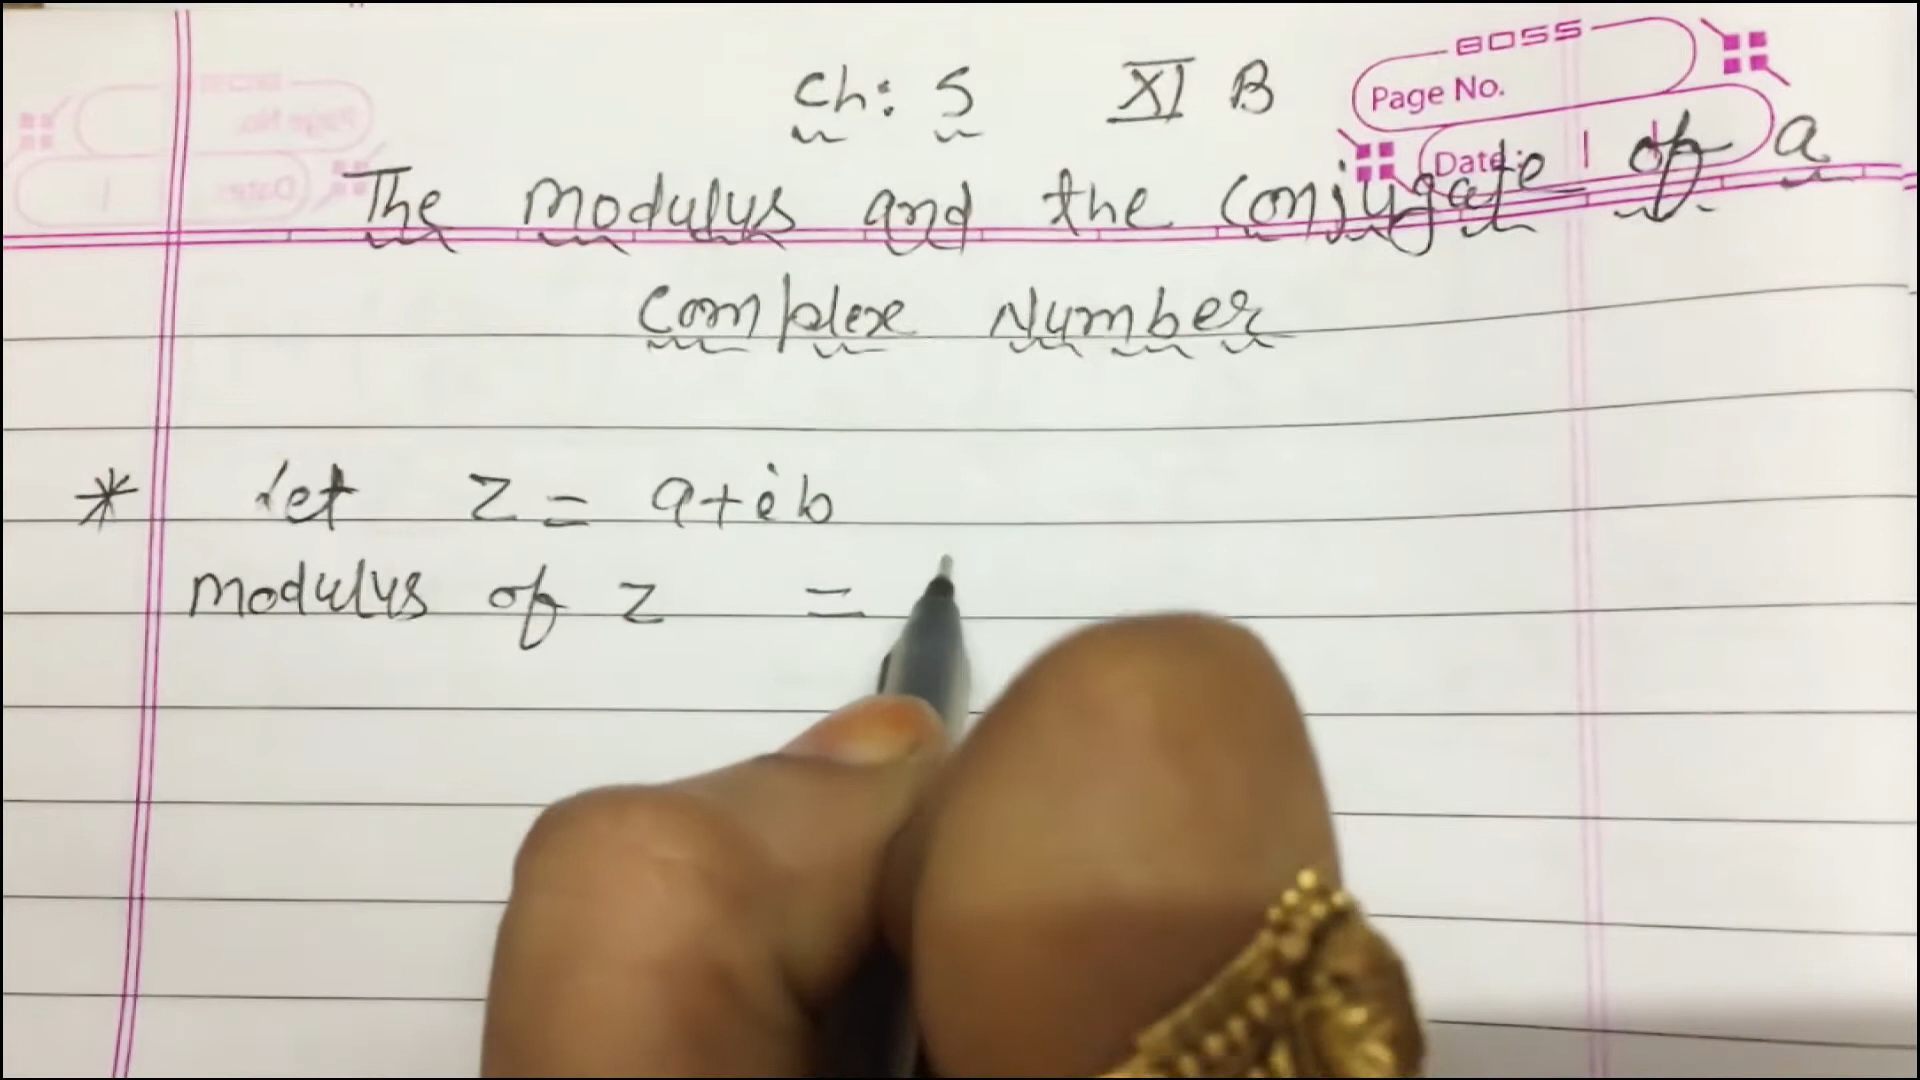 BOSS
Page No.
Date:
Ch: 5 XI B
The modulus and the conjugate of a
complex Number
* Let z = a+ib
modulus of z =